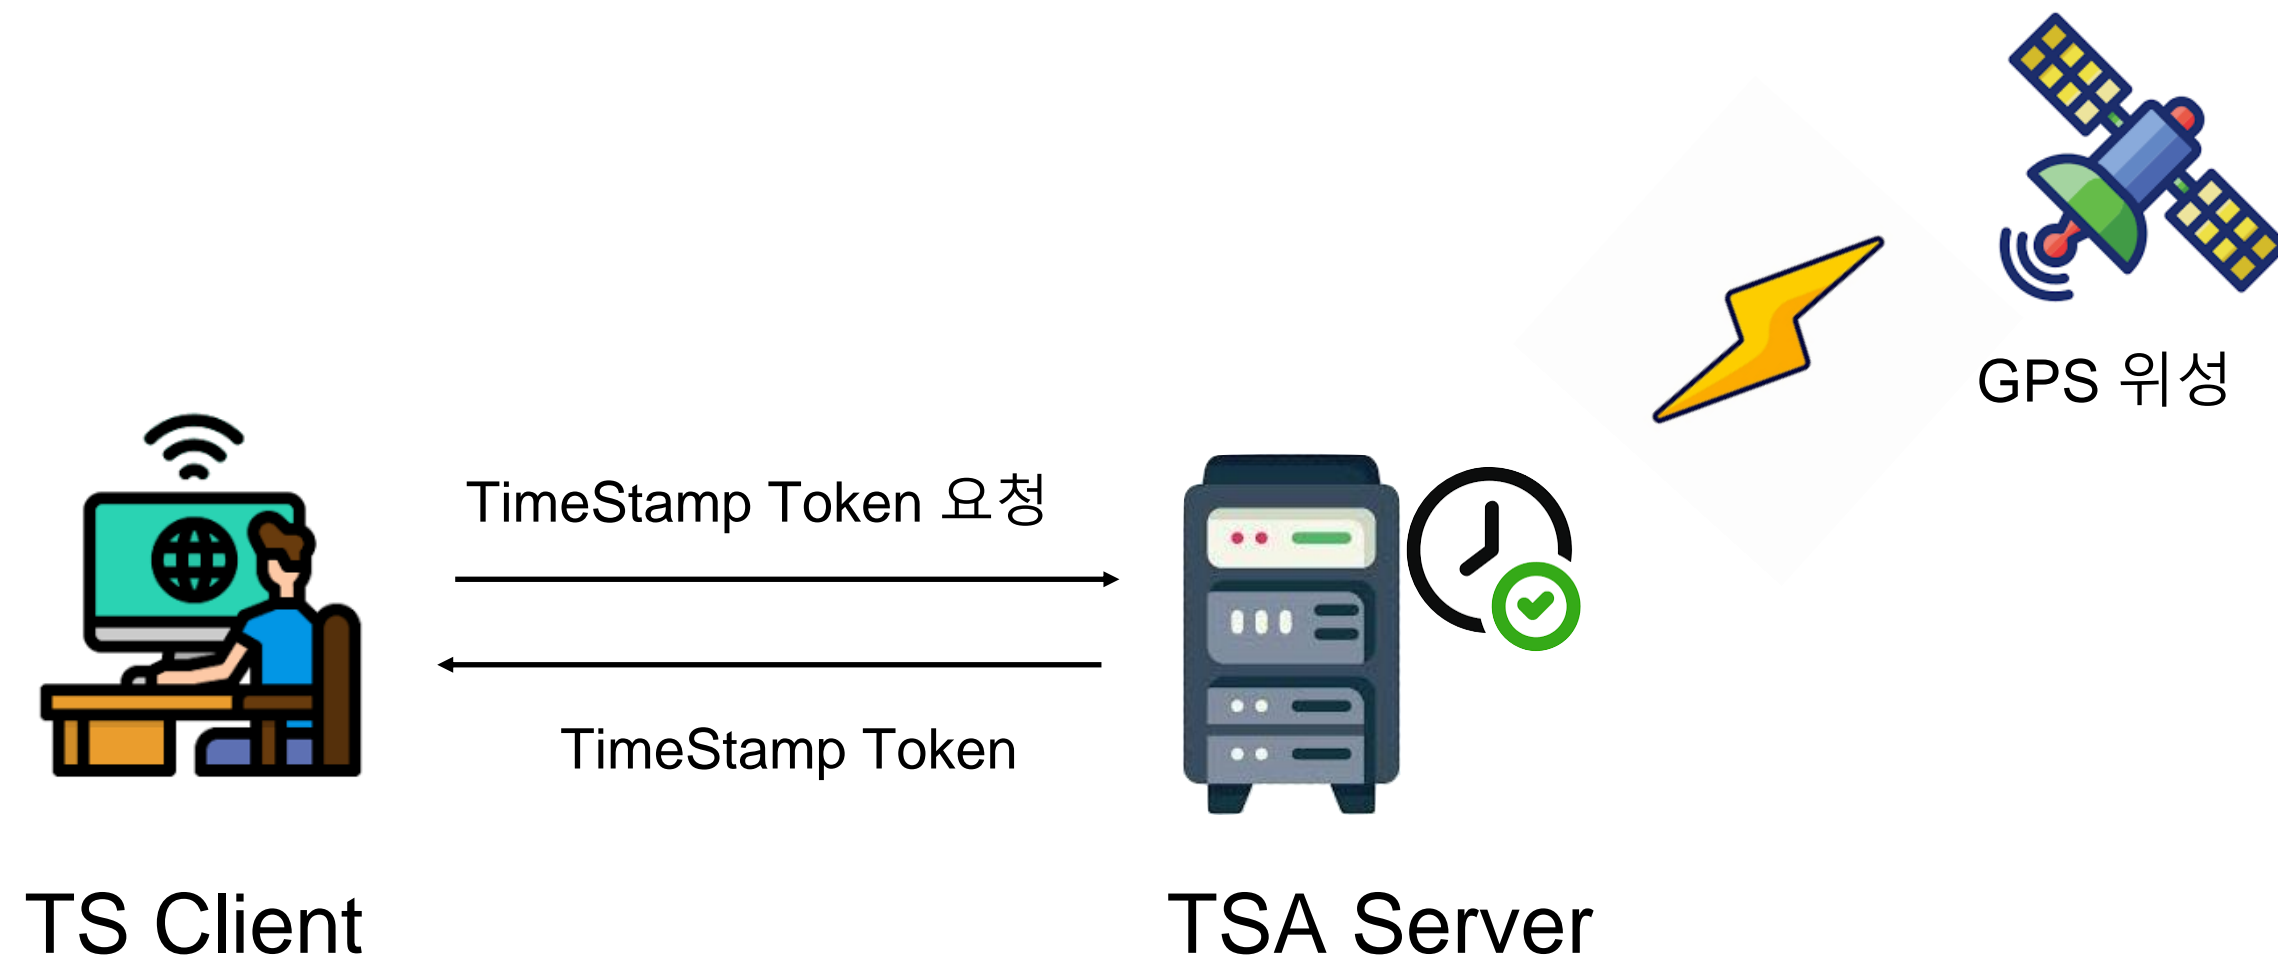 GPS 위성
TimeStamp Token 요청
TimeStamp Token
TS Client
TSA Server